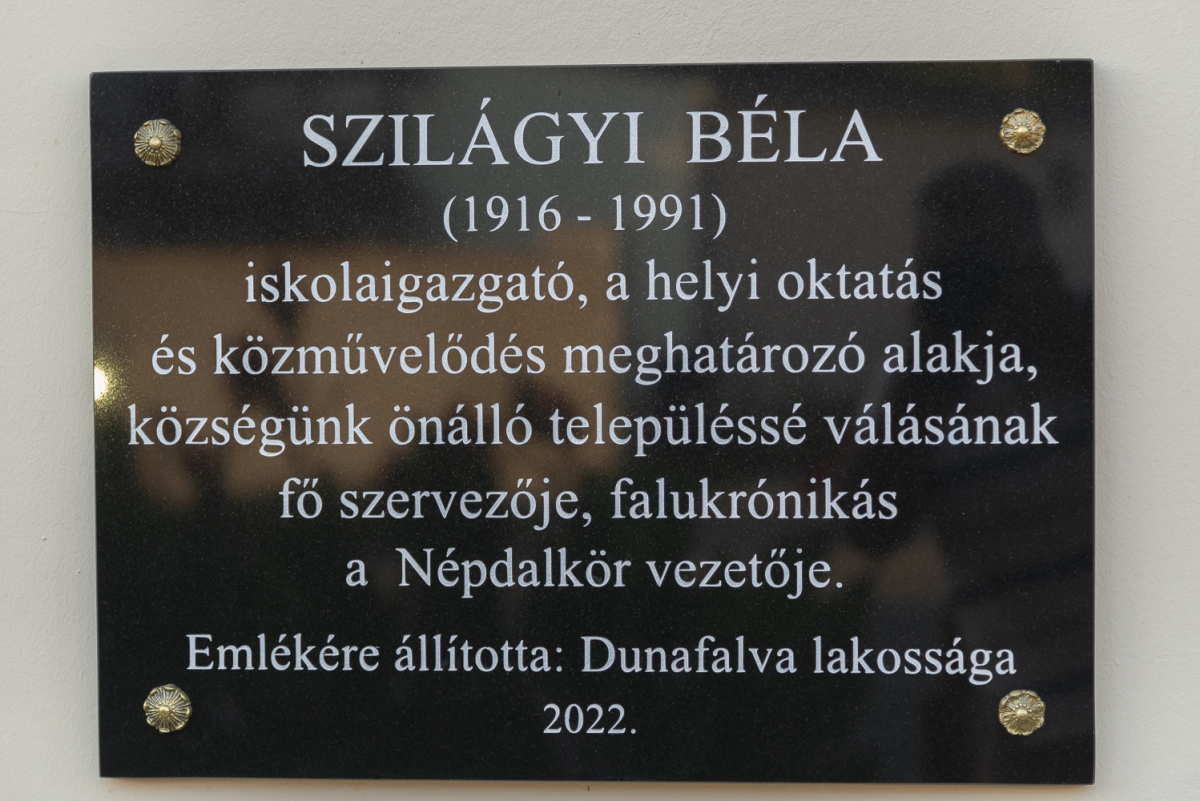 SZILÁGYI BÉLA
(1916 - 1991)
iskolaigazgató, a helyi oktatás
és közművelődés meghatározó alakja,
községünk önálló településsé válásának
fő szervezője, falukrónikás
a Népdalkör vezetője.
Emlékére állította: Dunafalva lakossága
2022.